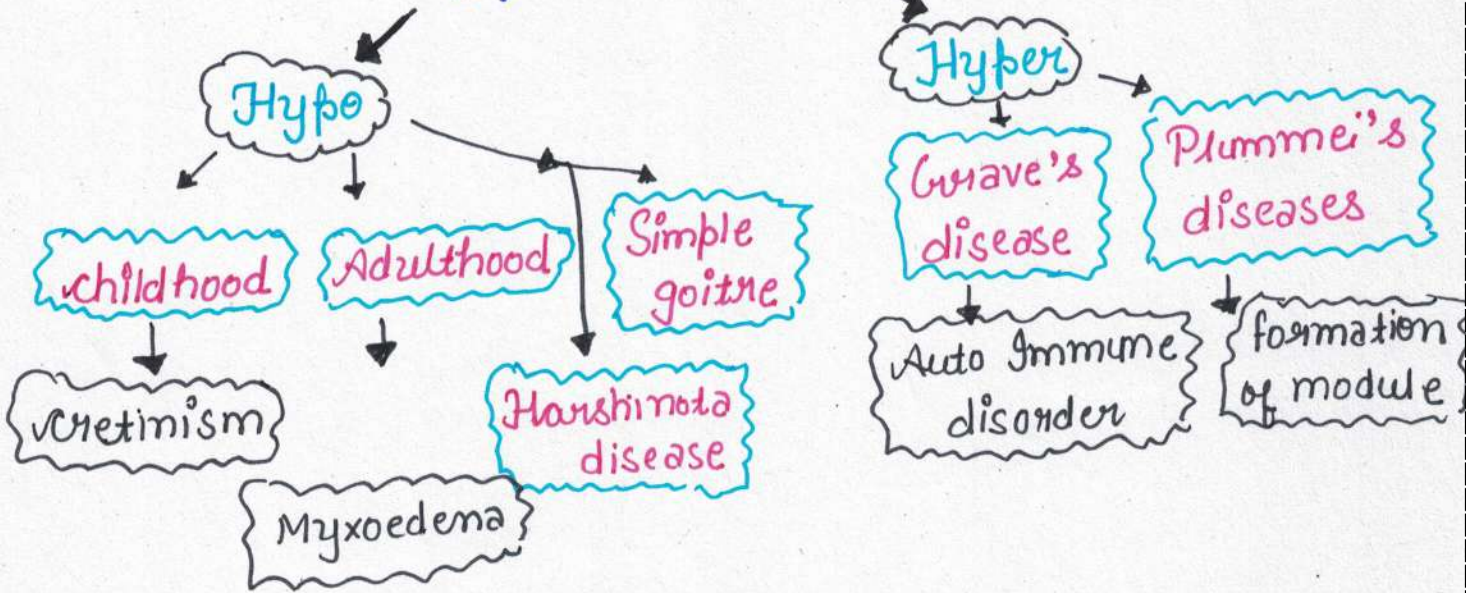 Hypo
Hyper
childhood
Adulthood
Simple
goitre
Grave's
disease
Plummei's
diseases
cretinism
Harshimota
disease
Auto Immune
disorder
formation
of module
Myxoedema